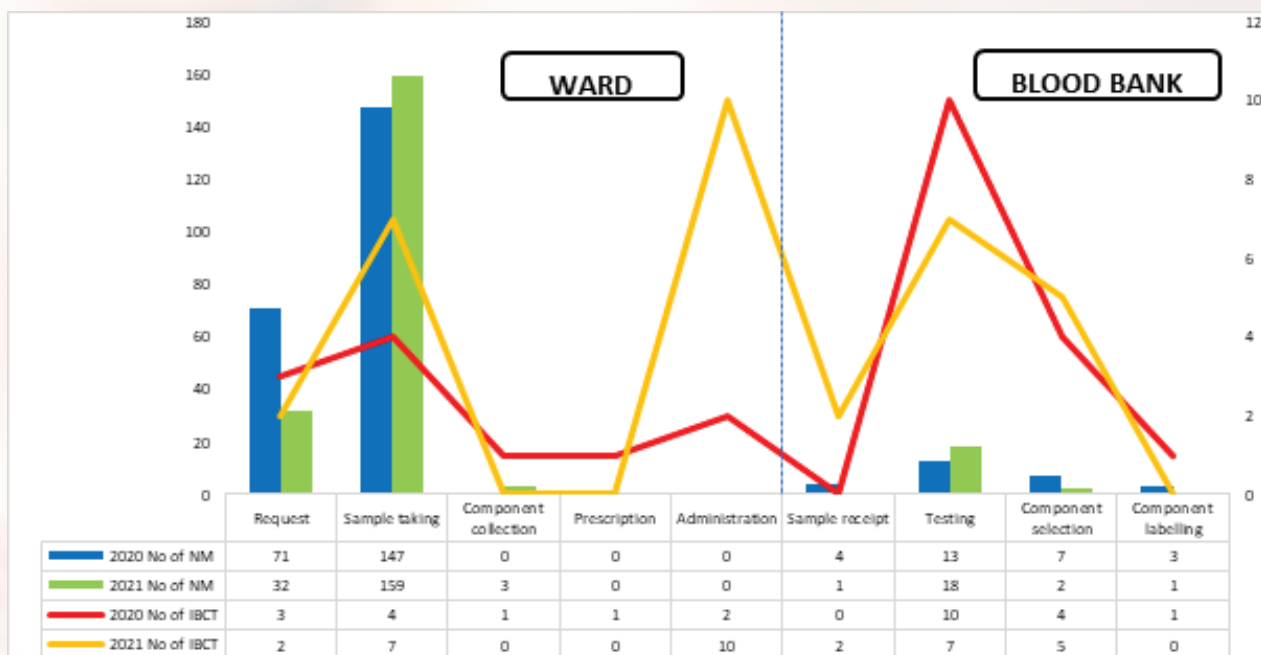 180 12
160
WARD BLOOD BANK
140 10
120
8
100
6
80
60 4
40
2
20
0 0
Request Sample taking Component collection Prescription Administration Sample receipt Testing Component selection Component labelling
2020 No of NM 71 147 0 0 0 4 13 7 3
2021 No of NM 32 159 3 0 0 1 18 2 1
2020 No of IBCT 3 4 1 1 2 0 10 4 1
2021 No of IBCT 2 7 0 0 10 2 7 5 0